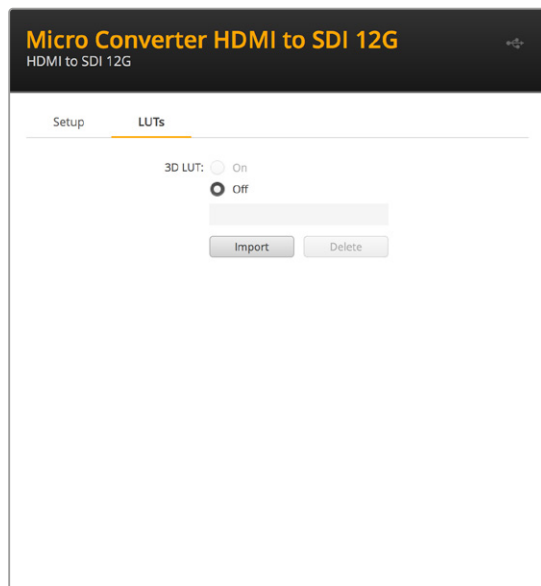 Micro Converter HDMI to SDI 12G
HDMI to SDI 12G
Setup LUTs
3D LUT: On
Off
Import Delete